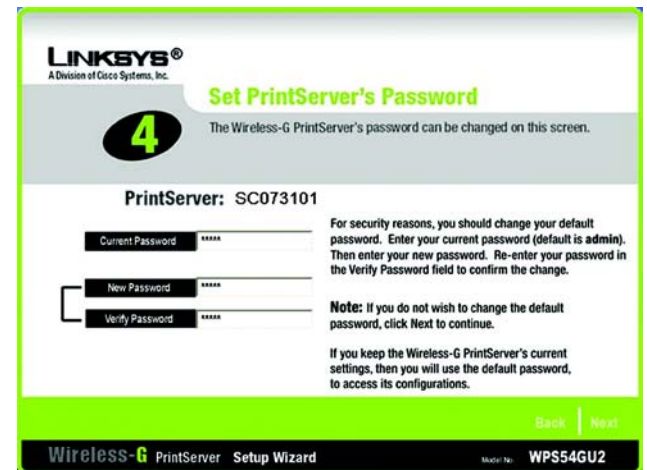 LINKSYS®
A Division of Cisco Systems, Inc.
Set PrintServer's Password
4
The Wireless-G PrintServer's password can be changed on this screen.
PrintServer: SC073101
For security reasons, you should change your default
password. Enter your current password (default is admin).
Then enter your new password. Re-enter your password in
the Verify Password field to confirm the change.
Current Password *****
New Password *****
Verify Password *****
Note: If you do not wish to change the default
password, click Next to continue.
If you keep the Wireless-G PrintServer's current
settings, then you will use the default password,
to access its configurations.
Back Next
Wireless-G PrintServer Setup Wizard Model No. WPS54GU2